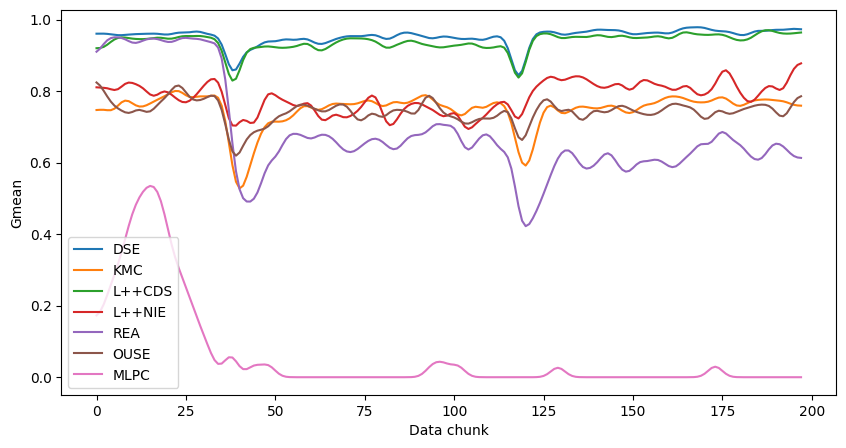 Gmean
1.0
0.8
0.6
0.4
0.2
0.0
DSE
KMC
L++CDS
L++NIE
REA
OUSE
MLPC
0
25
50
75
100
125
150
175
200
Data chunk